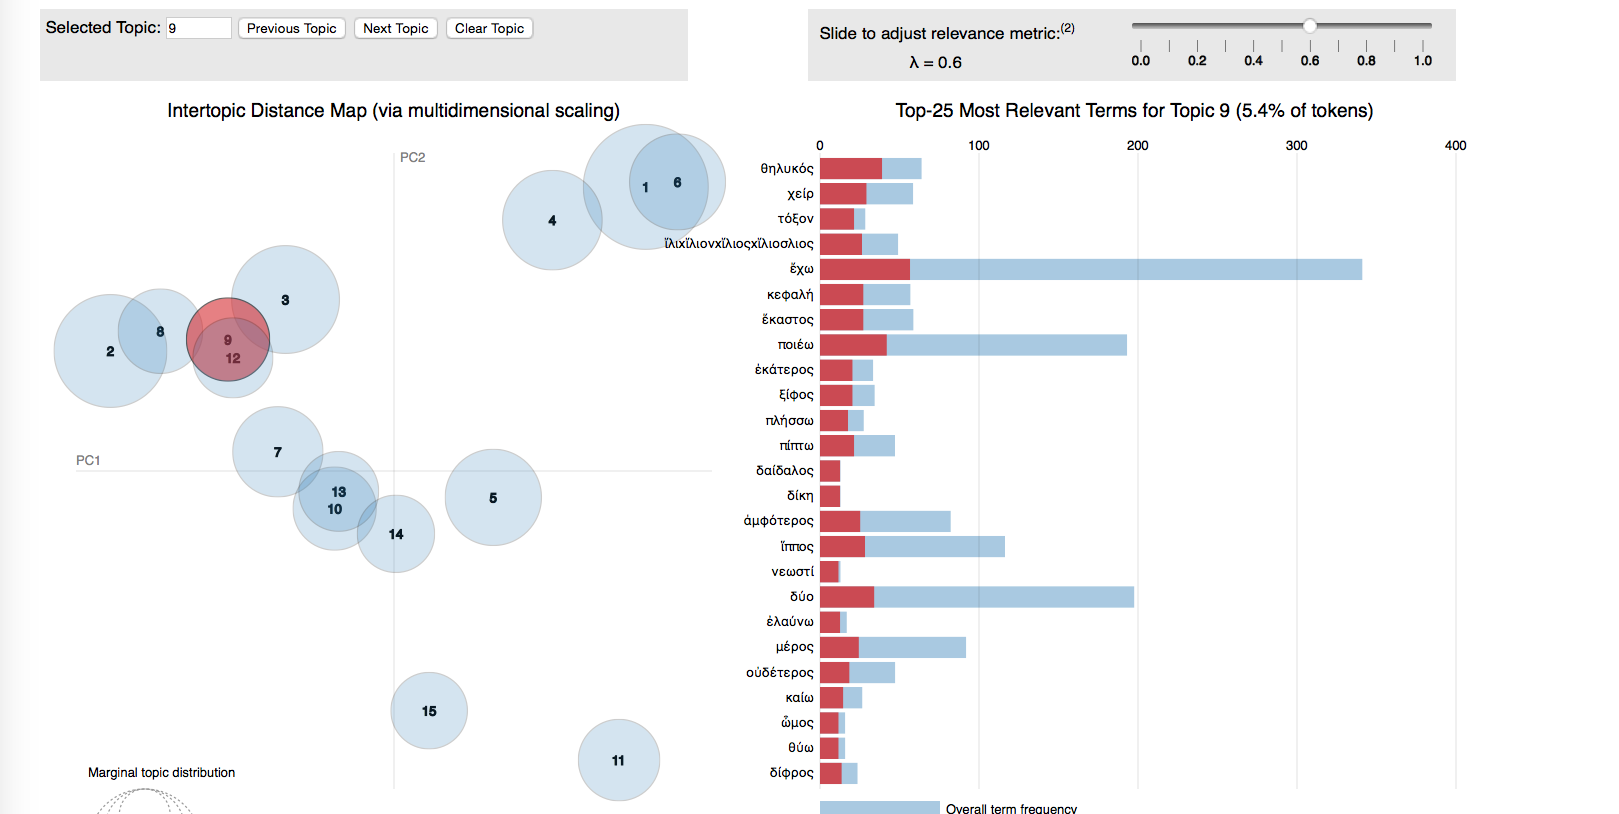 Selected Topic: 9 Previous Topic Next Topic Clear Topic
Slide to adjust relevance metric:(2)
λ = 0.6
0.0 0.2 0.4 0.6 0.8 1.0
Intertopic Distance Map (via multidimensional scaling)
PC2
PC1
1
6
4
3
8
2
9
12
7
13
10
5
14
15
11
Marginal topic distribution
Top-25 Most Relevant Terms for Topic 9 (5.4% of tokens)
0 100 200 300 400
θηλυκός
χείρ
τόξον
ἴλιχἴλιονχἴλιοςχἴλιοσλιος
ἔχω
κεφαλή
ἕκαστος
ποιέω
ἑκάτερος
ξίφος
πλήσσω
πίπτω
δαίδαλος
δίκη
ἀμφότερος
ἵππος
νεωστί
δύο
ἐλαύνω
μέρος
οὐδέτερος
καίω
ὦμος
θύω
δίφρος
Overall term frequency